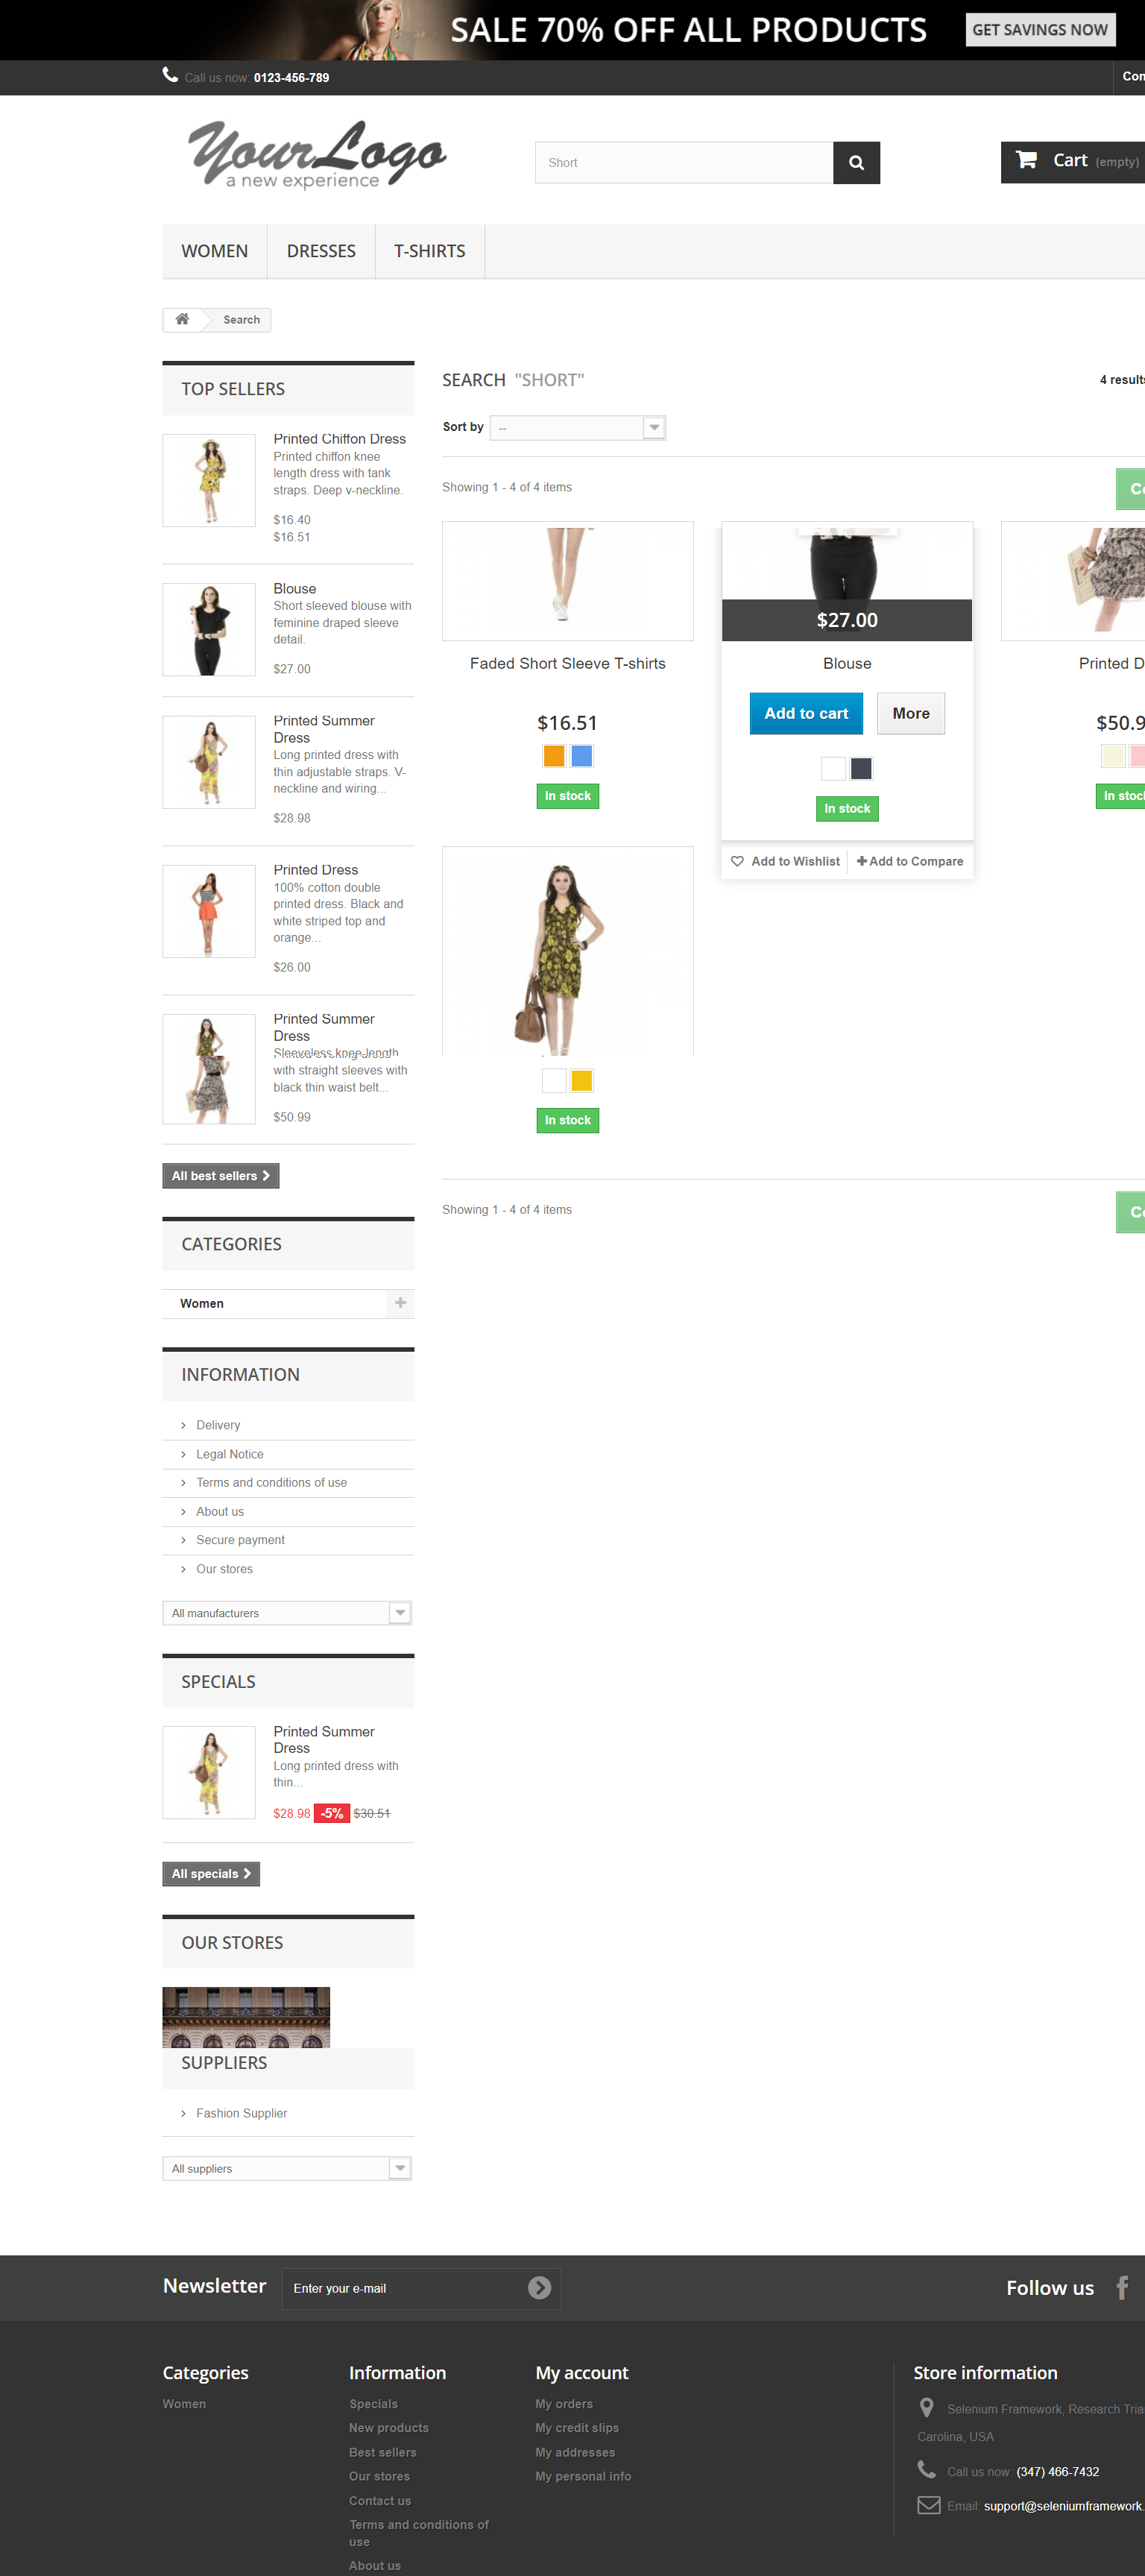 SALE 70% OFF ALL PRODUCTS
GET SAVINGS NOW
Call us now: 0123-456-789
YourLogo
a new experience
Short
Cart (empty)
WOMEN
DRESSES
T-SHIRTS
Search
TOP SELLERS
Printed Chiffon Dress
Printed chiffon knee
length dress with tank
straps. Deep v-neckline.
$16.40
$16.51
Blouse
Short sleeved blouse with
feminine draped sleeve
detail.
$27.00
Printed Summer
Dress
Long printed dress with
thin adjustable straps. V-
neckline and wiring...
$28.98
Printed Dress
100% cotton double
printed dress. Black and
white striped top and
orange...
$26.00
Printed Summer
Dress
Sleeveless knee-length
with straight sleeves with
black thin waist belt...
$50.99
All best sellers
CATEGORIES
Women
INFORMATION
Delivery
Legal Notice
Terms and conditions of use
About us
Secure payment
Our stores
All manufacturers
SPECIALS
Printed Summer
Dress
Long printed dress with
thin...
$28.98 -5% $30.51
All specials
OUR STORES
SUPPLIERS
Fashion Supplier
All suppliers
SEARCH "SHORT"
4 results
Sort by --
Showing 1 - 4 of 4 items
Faded Short Sleeve T-shirts
$16.51
In stock
$27.00
Blouse
Add to cart
More
In stock
Add to Wishlist
Add to Compare
Printed D
$50.9
In stock
In stock
Showing 1 - 4 of 4 items
Newsletter
Enter your e-mail
Follow us
Categories
Women
Information
Specials
New products
Best sellers
Our stores
Contact us
Terms and conditions of
use
About us
My account
My orders
My credit slips
My addresses
My personal info
Store information
Selenium Framework, Research Tria
Carolina, USA
Call us now: (347) 466-7432
Email: support@seleniumframework.